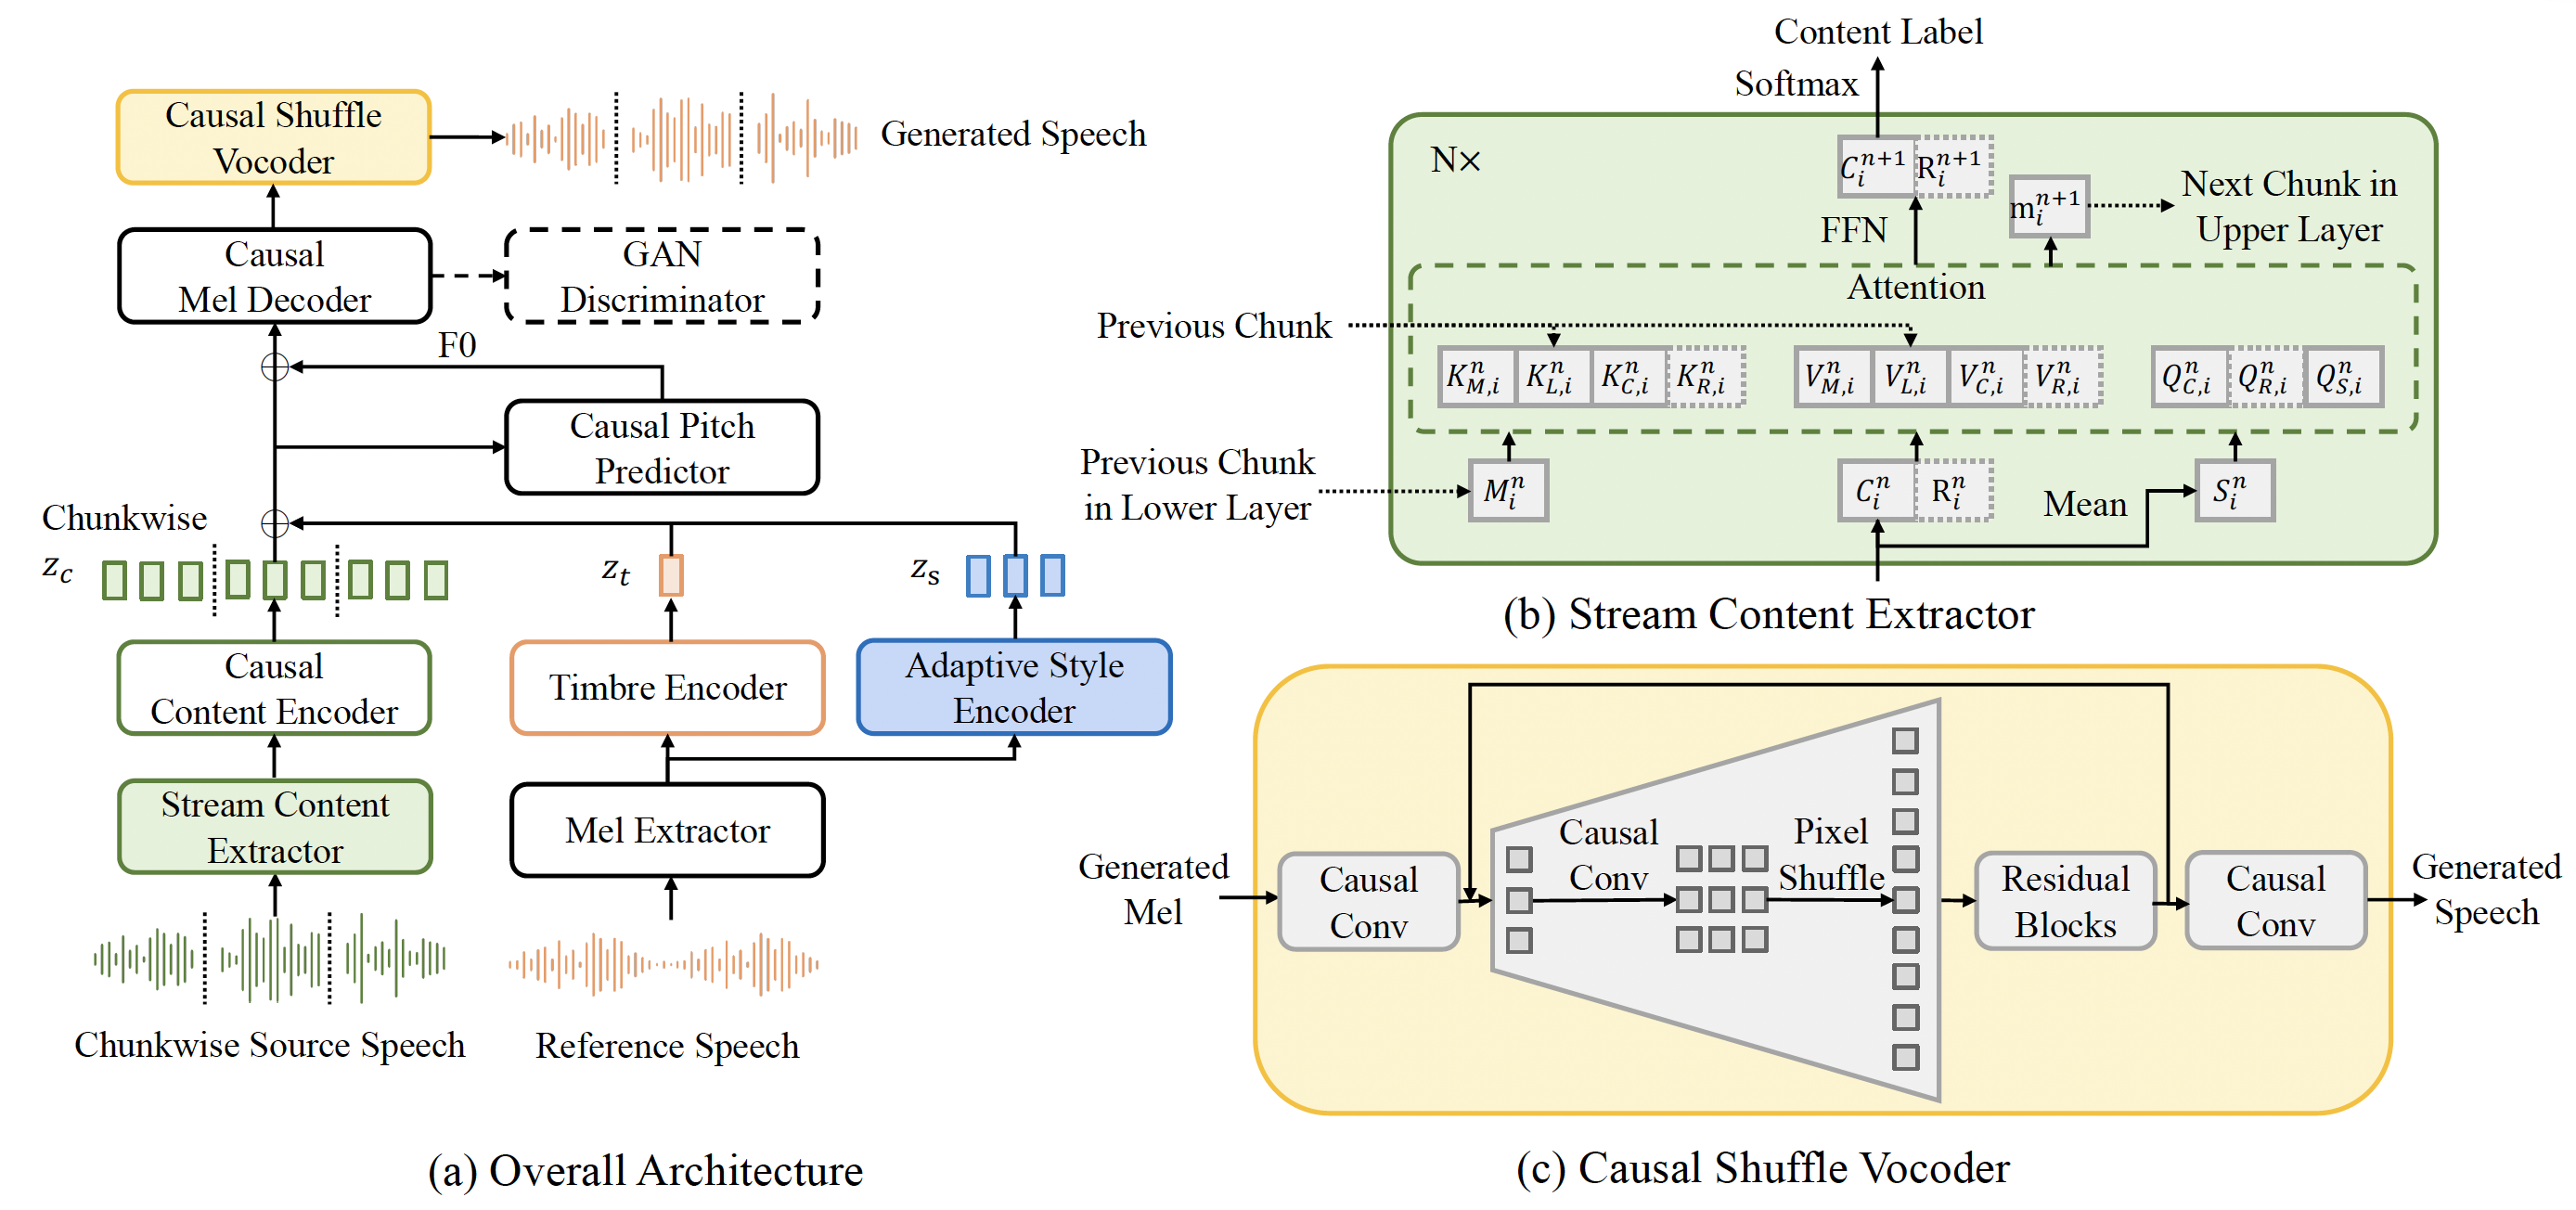 Causal Shuffle
Vocoder
Generated Speech
Causal
Mel Decoder
GAN
Discriminator
F0
Causal Pitch
Predictor
Chunkwise
z_c
z_t
z_s
Causal
Content Encoder
Timbre Encoder
Adaptive Style
Encoder
Stream Content
Extractor
Mel Extractor
Chunkwise Source Speech
Reference Speech
(a) Overall Architecture
Content Label
Softmax
N×
C_i^{n+1} R_i^{n+1}
m_i^{n+1}
Next Chunk in
Upper Layer
FFN
Attention
Previous Chunk
K_{M,i}^n K_{L,i}^n K_{C,i}^n K_{R,i}^n V_{M,i}^n V_{L,i}^n V_{C,i}^n V_{R,i}^n Q_{C,i}^n Q_{R,i}^n Q_{S,i}^n
Previous Chunk
in Lower Layer
M_i^n
C_i^n R_i^n
Mean
S_i^n
(b) Stream Content Extractor
Generated
Mel
Causal
Conv
Causal
Conv
Pixel
Shuffle
Residual
Blocks
Causal
Conv
Generated
Speech
(c) Causal Shuffle Vocoder